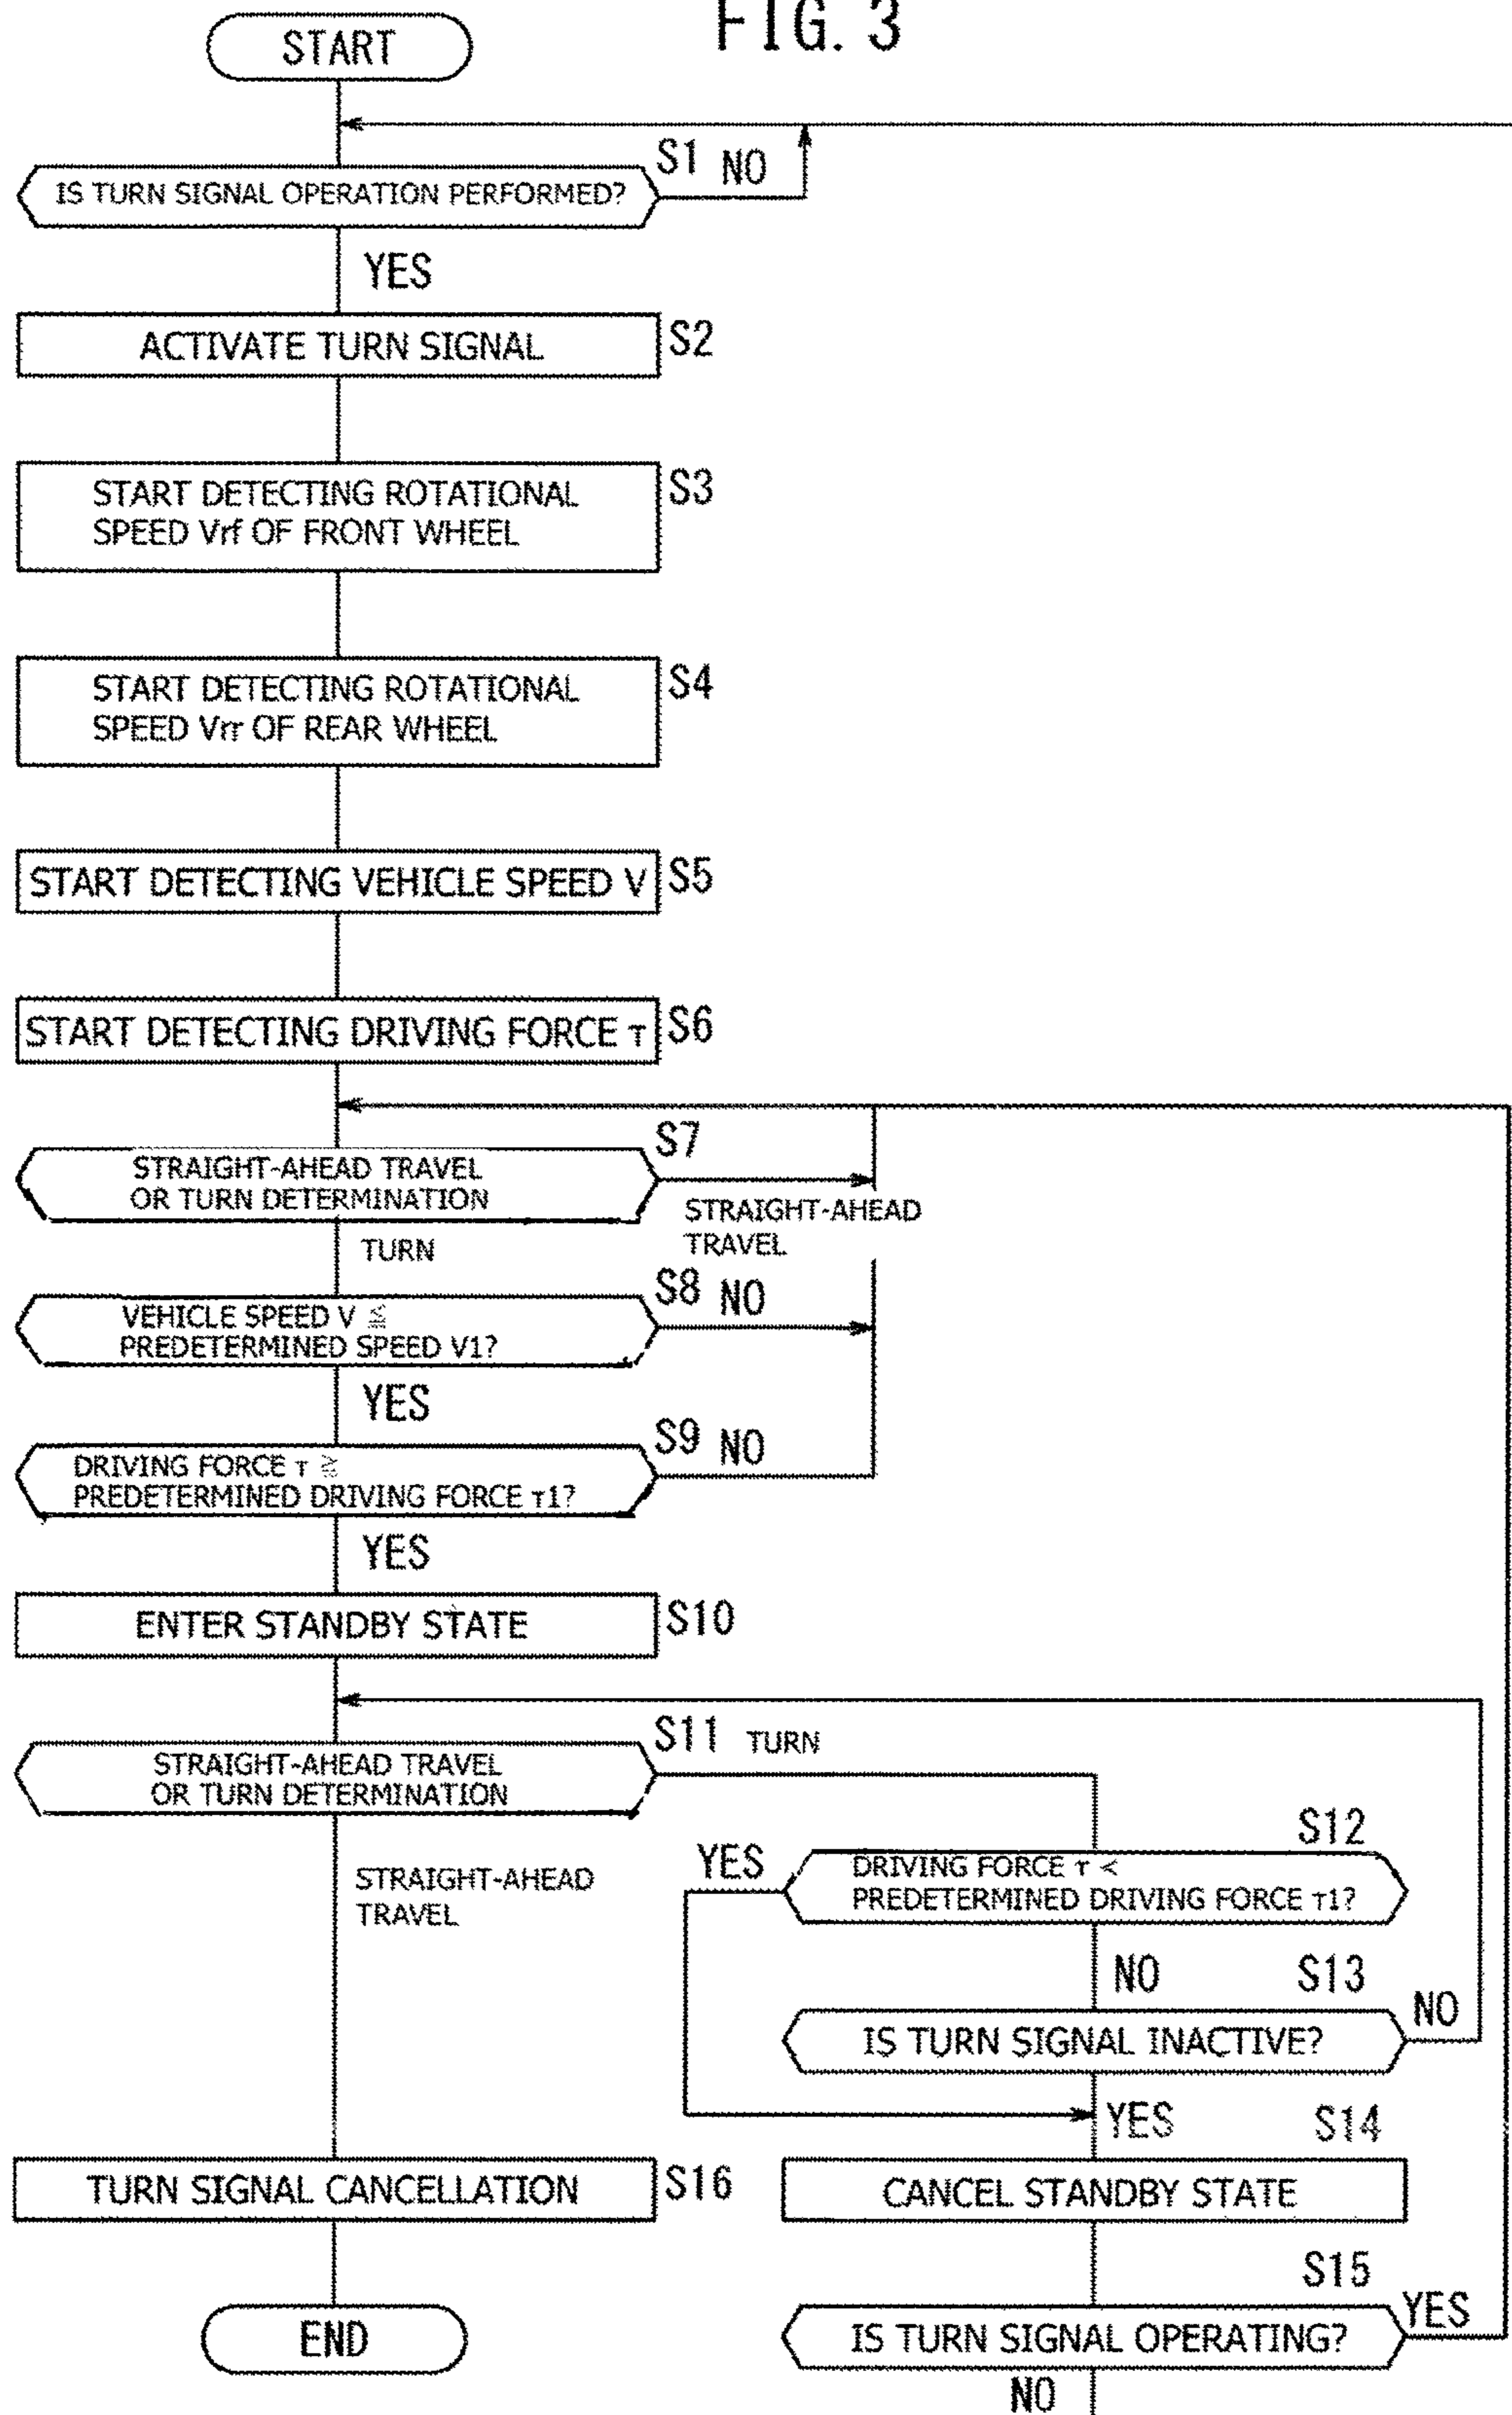 FIG. 3
START
S1
NO
IS TURN SIGNAL OPERATION PERFORMED?
YES
ACTIVATE TURN SIGNAL
S2
START DETECTING ROTATIONAL
SPEED Vrf OF FRONT WHEEL
S3
START DETECTING ROTATIONAL
SPEED Vrr OF REAR WHEEL
S4
START DETECTING VEHICLE SPEED V
S5
START DETECTING DRIVING FORCE τ
S6
S7
STRAIGHT-AHEAD TRAVEL
OR TURN DETERMINATION
STRAIGHT-AHEAD
TRAVEL
TURN
S8
NO
VEHICLE SPEED V ≦
PREDETERMINED SPEED V1?
YES
S9
NO
DRIVING FORCE τ ≧
PREDETERMINED DRIVING FORCE τ1?
YES
ENTER STANDBY STATE
S10
S11
TURN
STRAIGHT-AHEAD TRAVEL
OR TURN DETERMINATION
STRAIGHT-AHEAD
TRAVEL
S12
YES
DRIVING FORCE τ <
PREDETERMINED DRIVING FORCE τ1?
NO
S13
NO
IS TURN SIGNAL INACTIVE?
YES
S14
TURN SIGNAL CANCELLATION
S16
CANCEL STANDBY STATE
S15
YES
END
IS TURN SIGNAL OPERATING?
NO